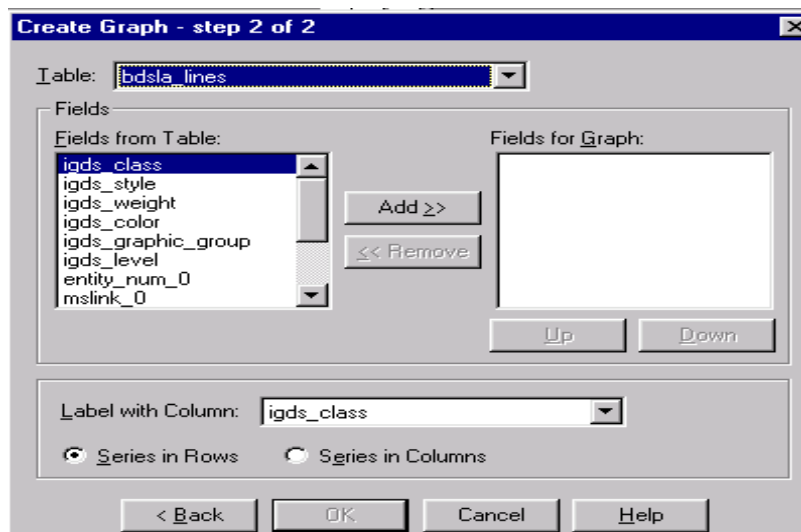 Create Graph - step 2 of 2
Table: bdsla_lines
Fields
Fields from Table:
igds_class
igds_style
igds_weight
igds_color
igds_graphic_group
igds_level
entity_num_0
mslink_0
Add >>
<< Remove
Fields for Graph:
Up Down
Label with Column: igds_class
Series in Rows Series in Columns
< Back OK Cancel Help